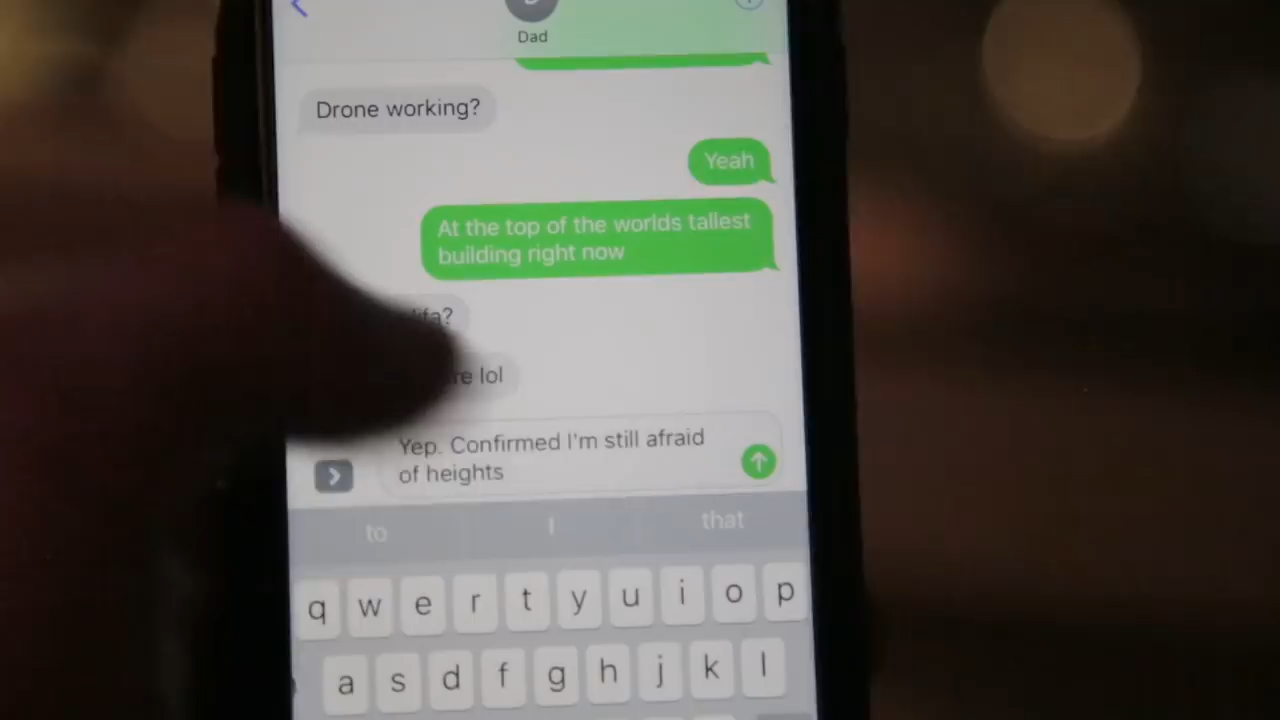 Dad
Drone working?
Yeah
At the top of the worlds tallest
building right now
lol
Yep. Confirmed I'm still afraid
of heights
to I that
q w e r t y u i o p
a s d f g h j k l